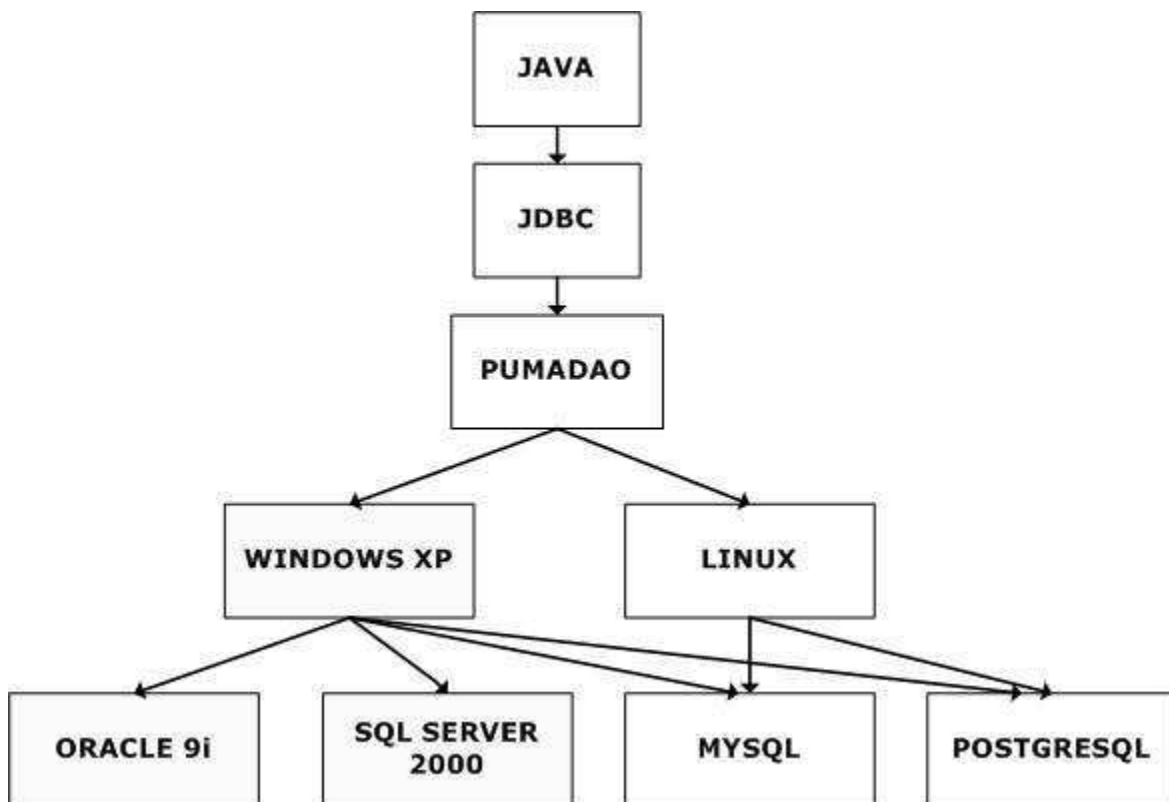 JAVA
JDBC
PUMADAO
WINDOWS XP
LINUX
ORACLE 9i
SQL SERVER
2000
MYSQL
POSTGRESQL